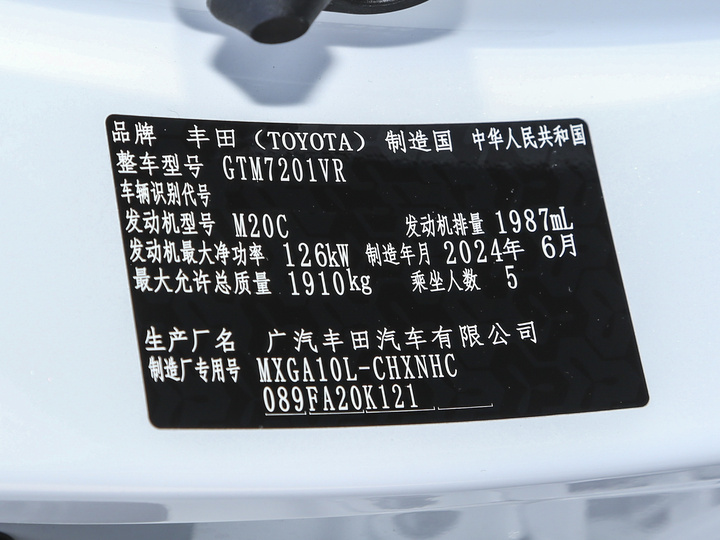 品牌 丰田（TOYOTA） 制造国 中华人民共和国
整车型号 GTM7201VR
车辆识别代号
发动机型号 M20C 发动机排量 1987mL
发动机最大净功率 126kW 制造年月 2024年 6月
最大允许总质量 1910kg 乘坐人数 5
生产厂名 广汽丰田汽车有限公司
制造厂专用号 MXGA10L-CHXNHC
089FA20K121